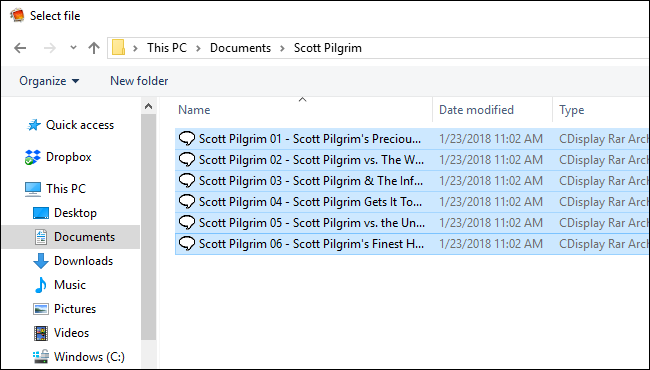 Select file
This PC > Documents > Scott Pilgrim
Organize New folder
Name Date modified Type
Quick access
Dropbox
This PC
Desktop
Documents
Downloads
Music
Pictures
Videos
Windows (C:)
Scott Pilgrim 01 - Scott Pilgrim's Preciou... 1/23/2018 11:02 AM CDisplay Rar Arch
Scott Pilgrim 02 - Scott Pilgrim vs. The W... 1/23/2018 11:02 AM CDisplay Rar Arch
Scott Pilgrim 03 - Scott Pilgrim & The Inf... 1/23/2018 11:02 AM CDisplay Rar Arch
Scott Pilgrim 04 - Scott Pilgrim Gets It To... 1/23/2018 11:02 AM CDisplay Rar Arch
Scott Pilgrim 05 - Scott Pilgrim vs. the Un... 1/23/2018 11:02 AM CDisplay Rar Arch
Scott Pilgrim 06 - Scott Pilgrim's Finest H... 1/23/2018 11:02 AM CDisplay Rar Arch